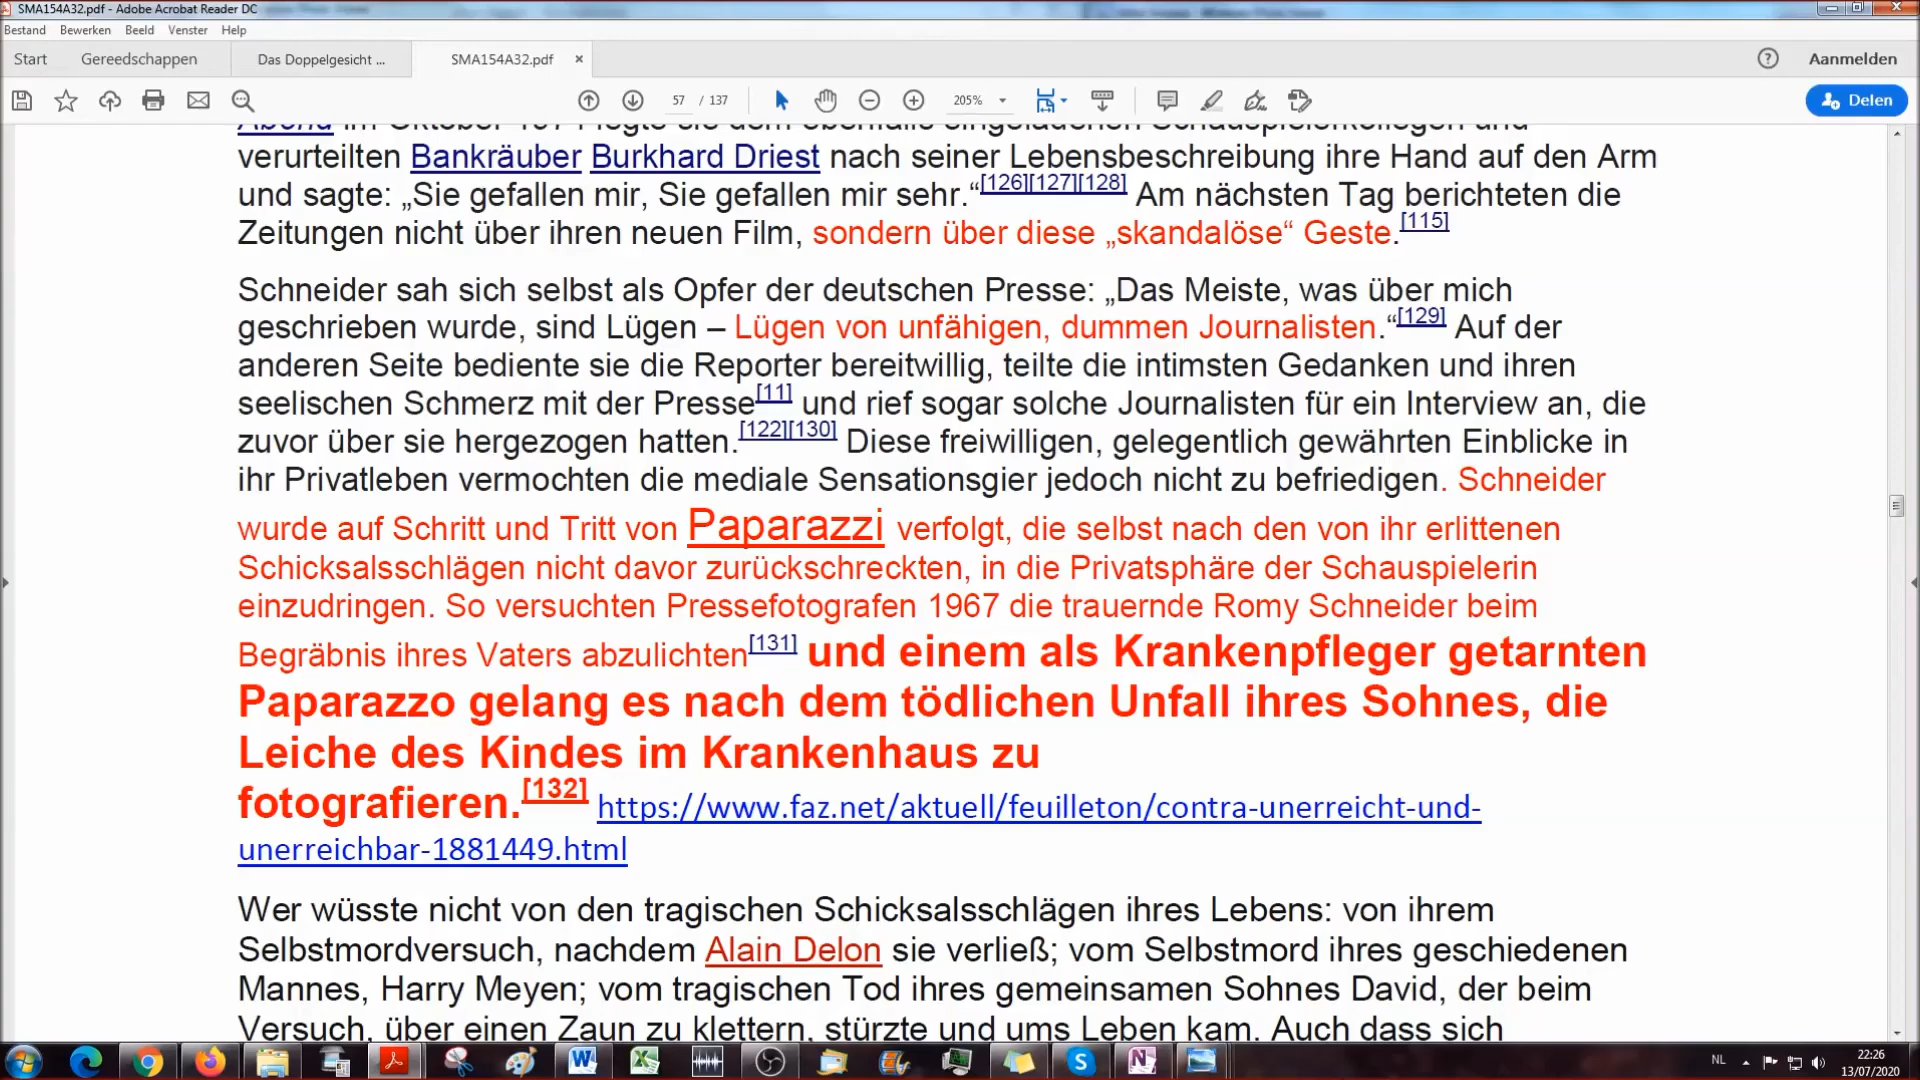 SMA154A32.pdf - Adobe Acrobat Reader DC
Bestand Bewerken Beeld Venster Help
Start Gereedschappen Das Doppelgesicht ... SMA154A32.pdf × Aanmelden
57 / 137 205% Delen
verurteilten Bankräuber Burkhard Driest nach seiner Lebensbeschreibung ihre Hand auf den Arm
und sagte: „Sie gefallen mir, Sie gefallen mir sehr.“[126][127][128] Am nächsten Tag berichteten die
Zeitungen nicht über ihren neuen Film, sondern über diese „skandalöse“ Geste.[115]
Schneider sah sich selbst als Opfer der deutschen Presse: „Das Meiste, was über mich
geschrieben wurde, sind Lügen – Lügen von unfähigen, dummen Journalisten.“[129] Auf der
anderen Seite bediente sie die Reporter bereitwillig, teilte die intimsten Gedanken und ihren
seelischen Schmerz mit der Presse[11] und rief sogar solche Journalisten für ein Interview an, die
zuvor über sie hergezogen hatten.[122][130] Diese freiwilligen, gelegentlich gewährten Einblicke in
ihr Privatleben vermochten die mediale Sensationsgier jedoch nicht zu befriedigen. Schneider
wurde auf Schritt und Tritt von Paparazzi verfolgt, die selbst nach den von ihr erlittenen
Schicksalsschlägen nicht davor zurückschreckten, in die Privatsphäre der Schauspielerin
einzudringen. So versuchten Pressefotografen 1967 die trauernde Romy Schneider beim
Begräbnis ihres Vaters abzulichten[131] und einem als Krankenpfleger getarnten
Paparazzo gelang es nach dem tödlichen Unfall ihres Sohnes, die
Leiche des Kindes im Krankenhaus zu
fotografieren.[132] https://www.faz.net/aktuell/feuilleton/contra-unerreicht-und-
unerreichbar-1881449.html
Wer wüsste nicht von den tragischen Schicksalsschlägen ihres Lebens: von ihrem
Selbstmordversuch, nachdem Alain Delon sie verließ; vom Selbstmord ihres geschiedenen
Mannes, Harry Meyen; vom tragischen Tod ihres gemeinsamen Sohnes David, der beim
Versuch, über einen Zaun zu klettern, stürzte und ums Leben kam. Auch dass sich
NL 22:26
13/07/2020